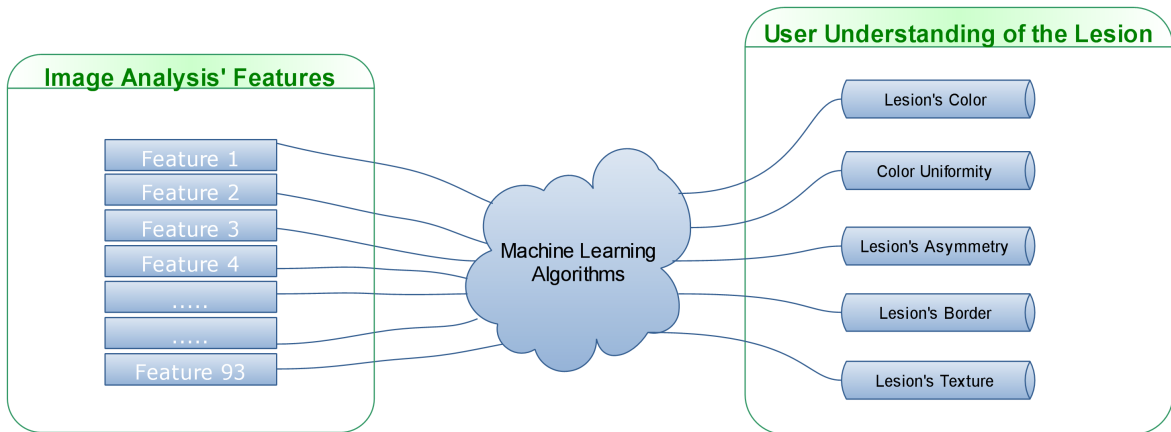 Image Analysis' Features
Feature 1
Feature 2
Feature 3
Feature 4
.....
.....
Feature 93
Machine Learning
Algorithms
User Understanding of the Lesion
Lesion's Color
Color Uniformity
Lesion's Asymmetry
Lesion's Border
Lesion's Texture